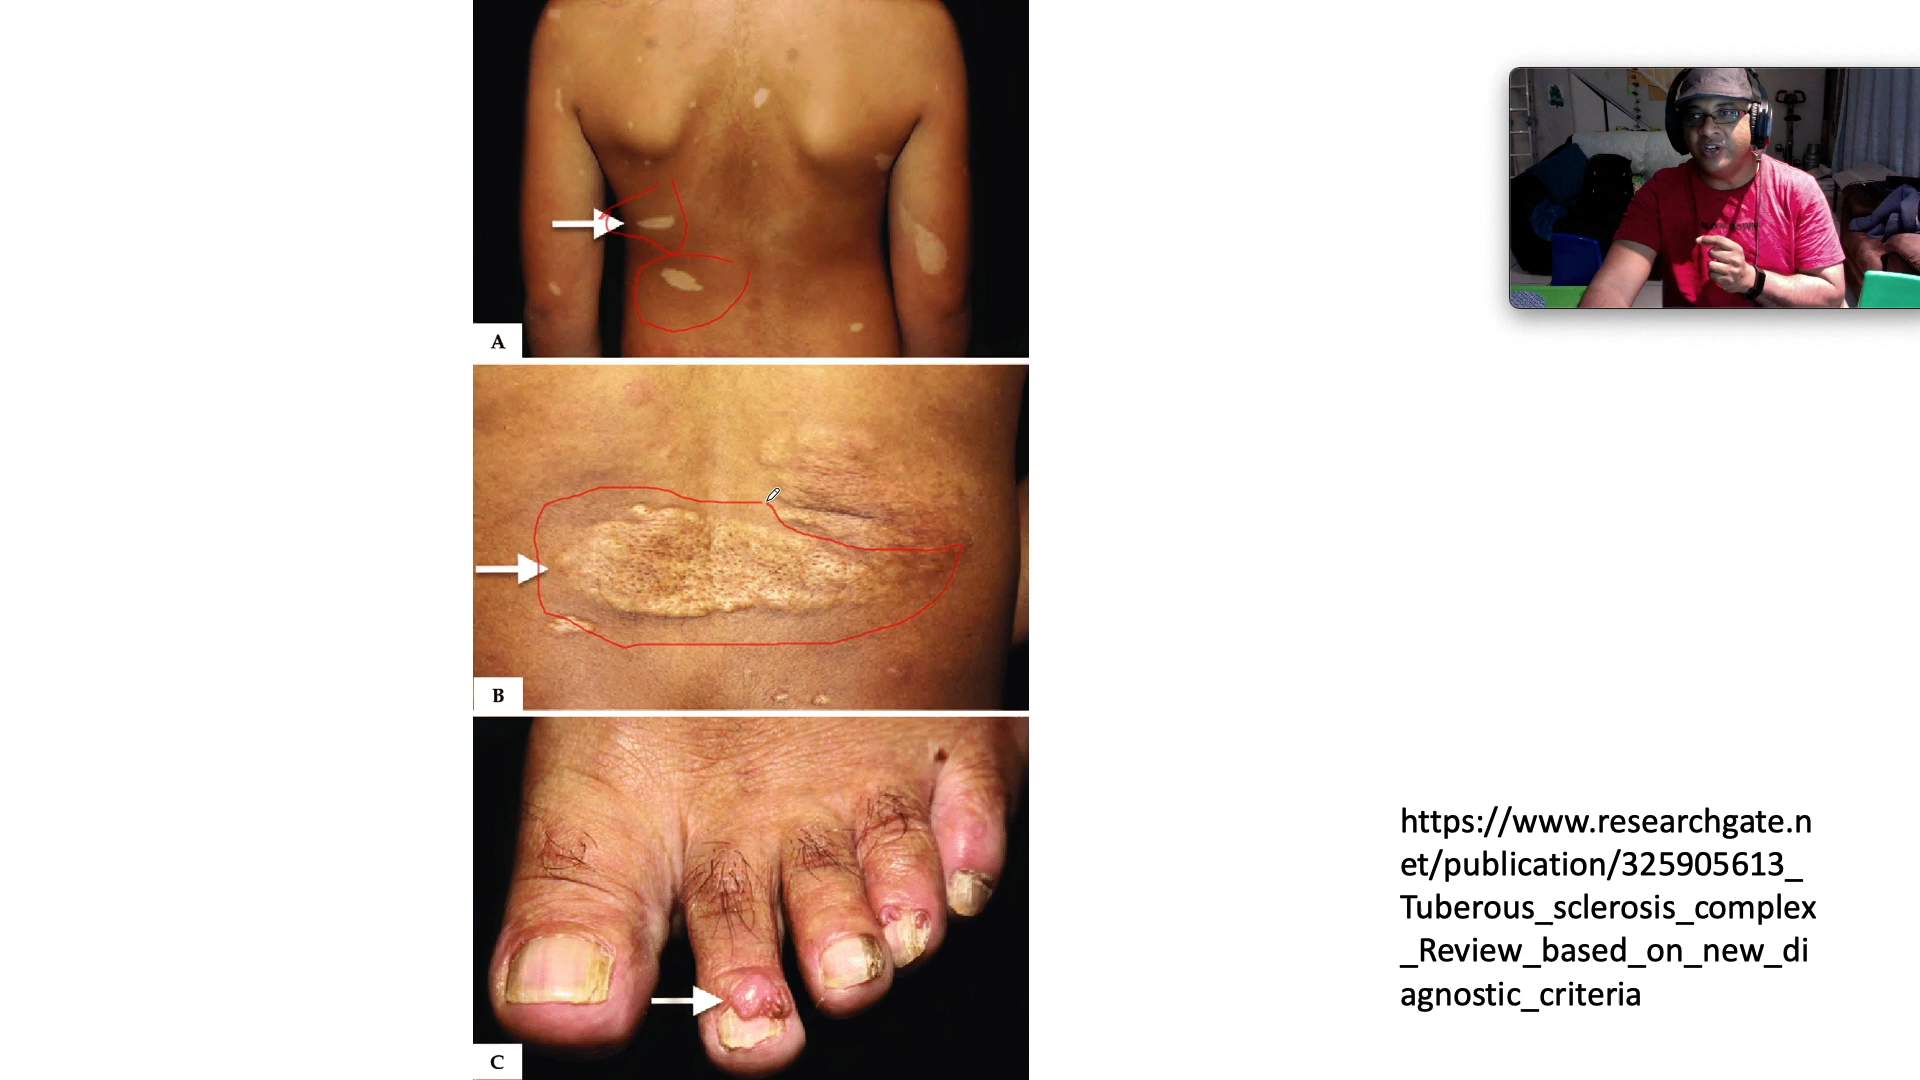 A
B
C
https://www.researchgate.n
et/publication/325905613_
Tuberous_sclerosis_complex
_Review_based_on_new_di
agnostic_criteria